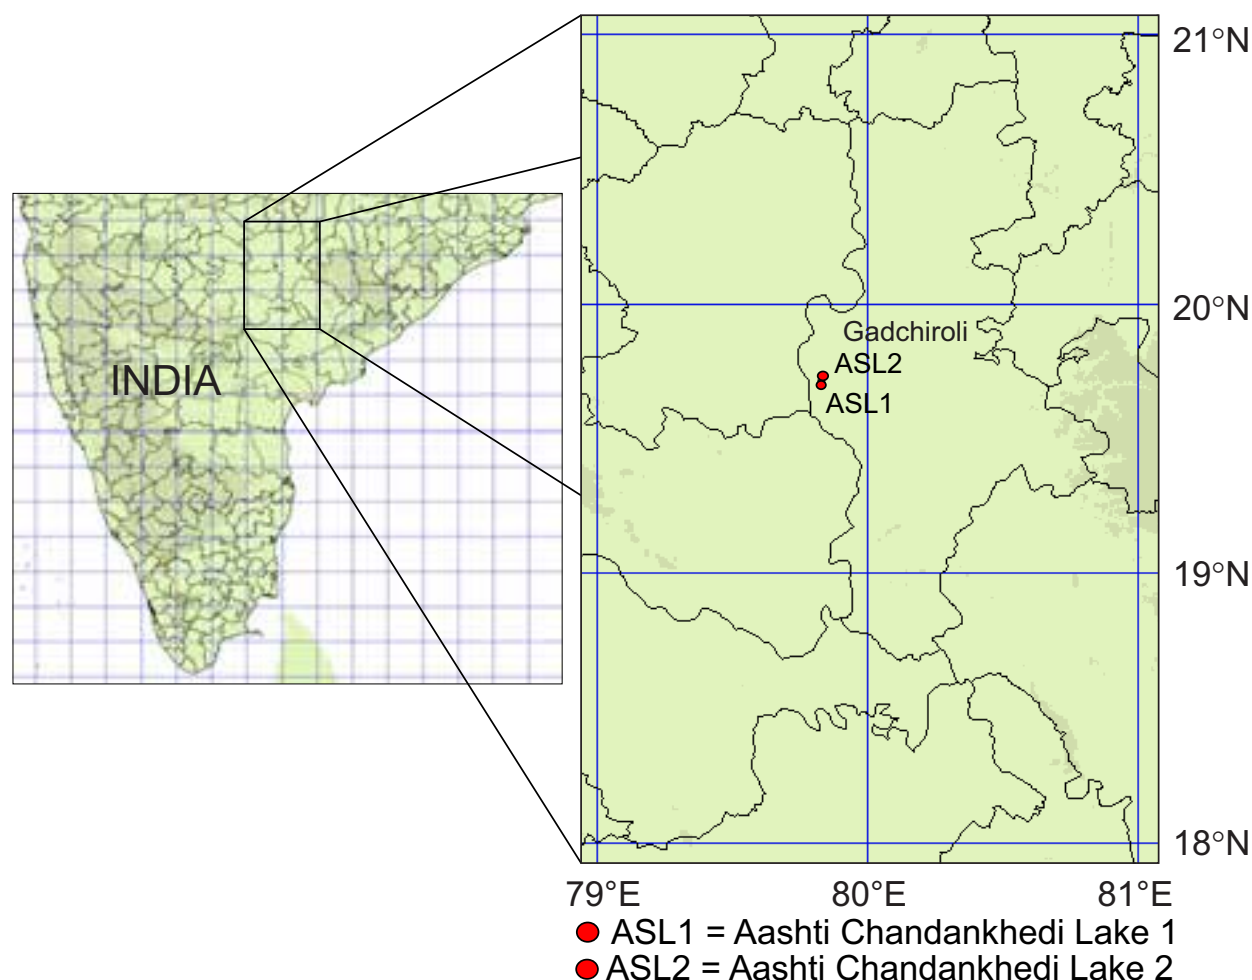 21°N
INDIA
20°N
Gadchiroli
ASL2
ASL1
19°N
18°N
79°E 80°E 81°E
ASL1 = Aashti Chandankhedi Lake 1
ASL2 = Aashti Chandankhedi Lake 2